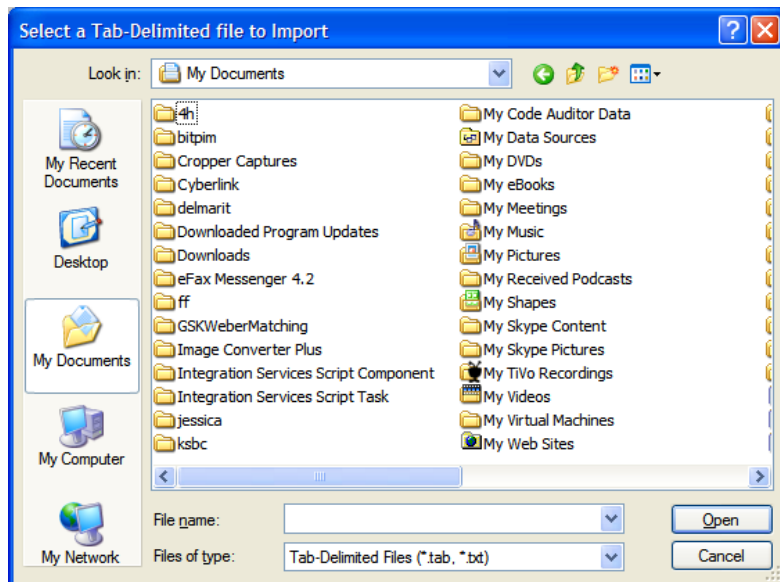 Select a Tab-Delimited file to Import
Look in: My Documents
My Recent
Documents
Desktop
My Documents
My Computer
My Network
4h
bitpim
Cropper Captures
Cyberlink
delmarit
Downloaded Program Updates
Downloads
eFax Messenger 4.2
ff
GSKWeberMatching
Image Converter Plus
Integration Services Script Component
Integration Services Script Task
jessica
ksbc
My Code Auditor Data
My Data Sources
My DVDs
My eBooks
My Meetings
My Music
My Pictures
My Received Podcasts
My Shapes
My Skype Content
My Skype Pictures
My TiVo Recordings
My Videos
My Virtual Machines
My Web Sites
File name:
Open
Files of type: Tab-Delimited Files (*.tab, *.txt)
Cancel